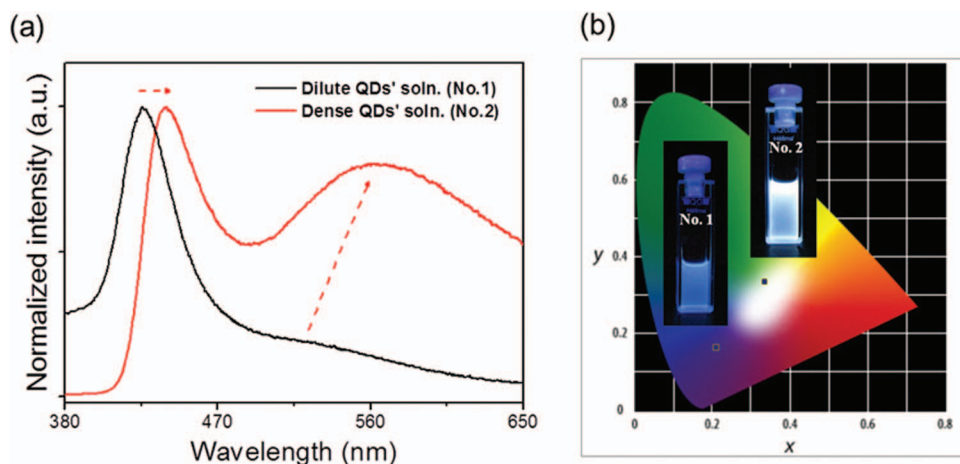 (a)
Normalized intensity (a.u.)
Dilute QDs' soln. (No.1)
Dense QDs' soln. (No.2)
380
470
560
650
Wavelength (nm)
(b)
y
0.8
0.6
0.4
0.2
0
0
0.2
0.4
0.6
0.8
x
No. 1
No. 2